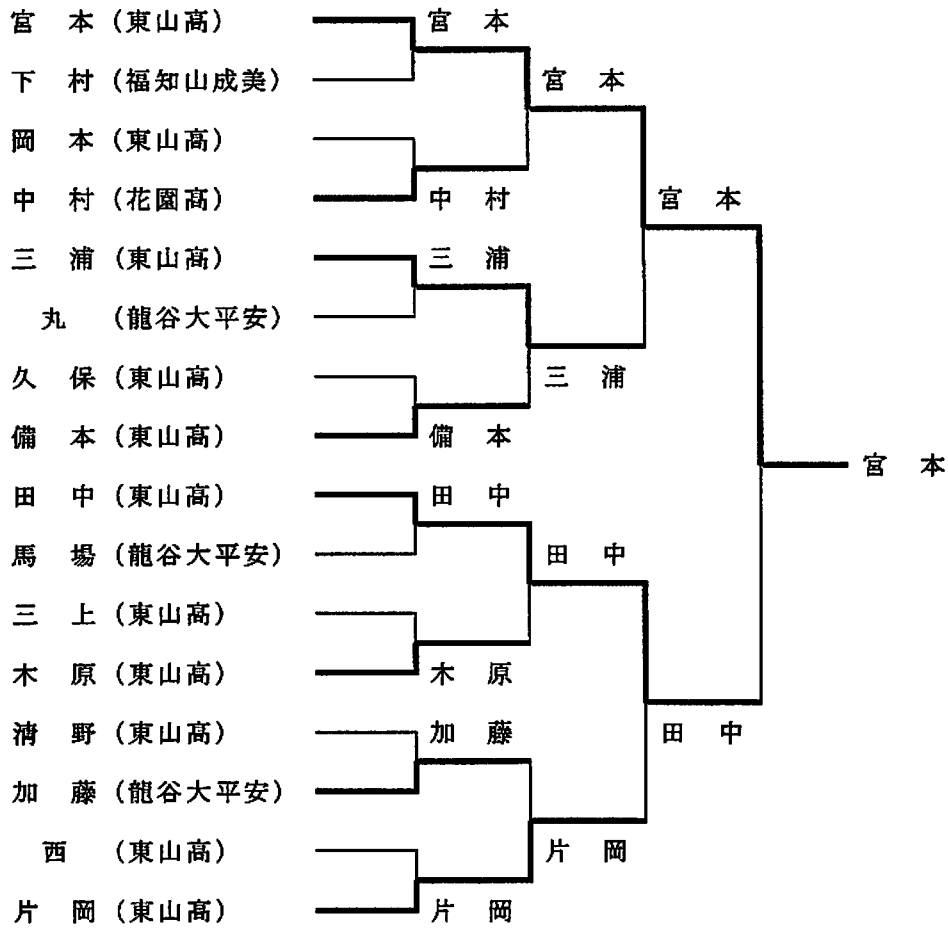 宮本(東山高) 宮本
下村(福知山成美) 宮本
岡本(東山高)
中村(花園高) 中村 宮本
三浦(東山高) 三浦
丸(龍谷大平安)
久保(東山高) 三浦
備本(東山高) 備本
宮本
田中(東山高) 田中
馬場(龍谷大平安) 田中
三上(東山高)
木原(東山高) 木原
清野(東山高) 加藤 田中
加藤(龍谷大平安)
西(東山高) 片岡
片岡(東山高) 片岡